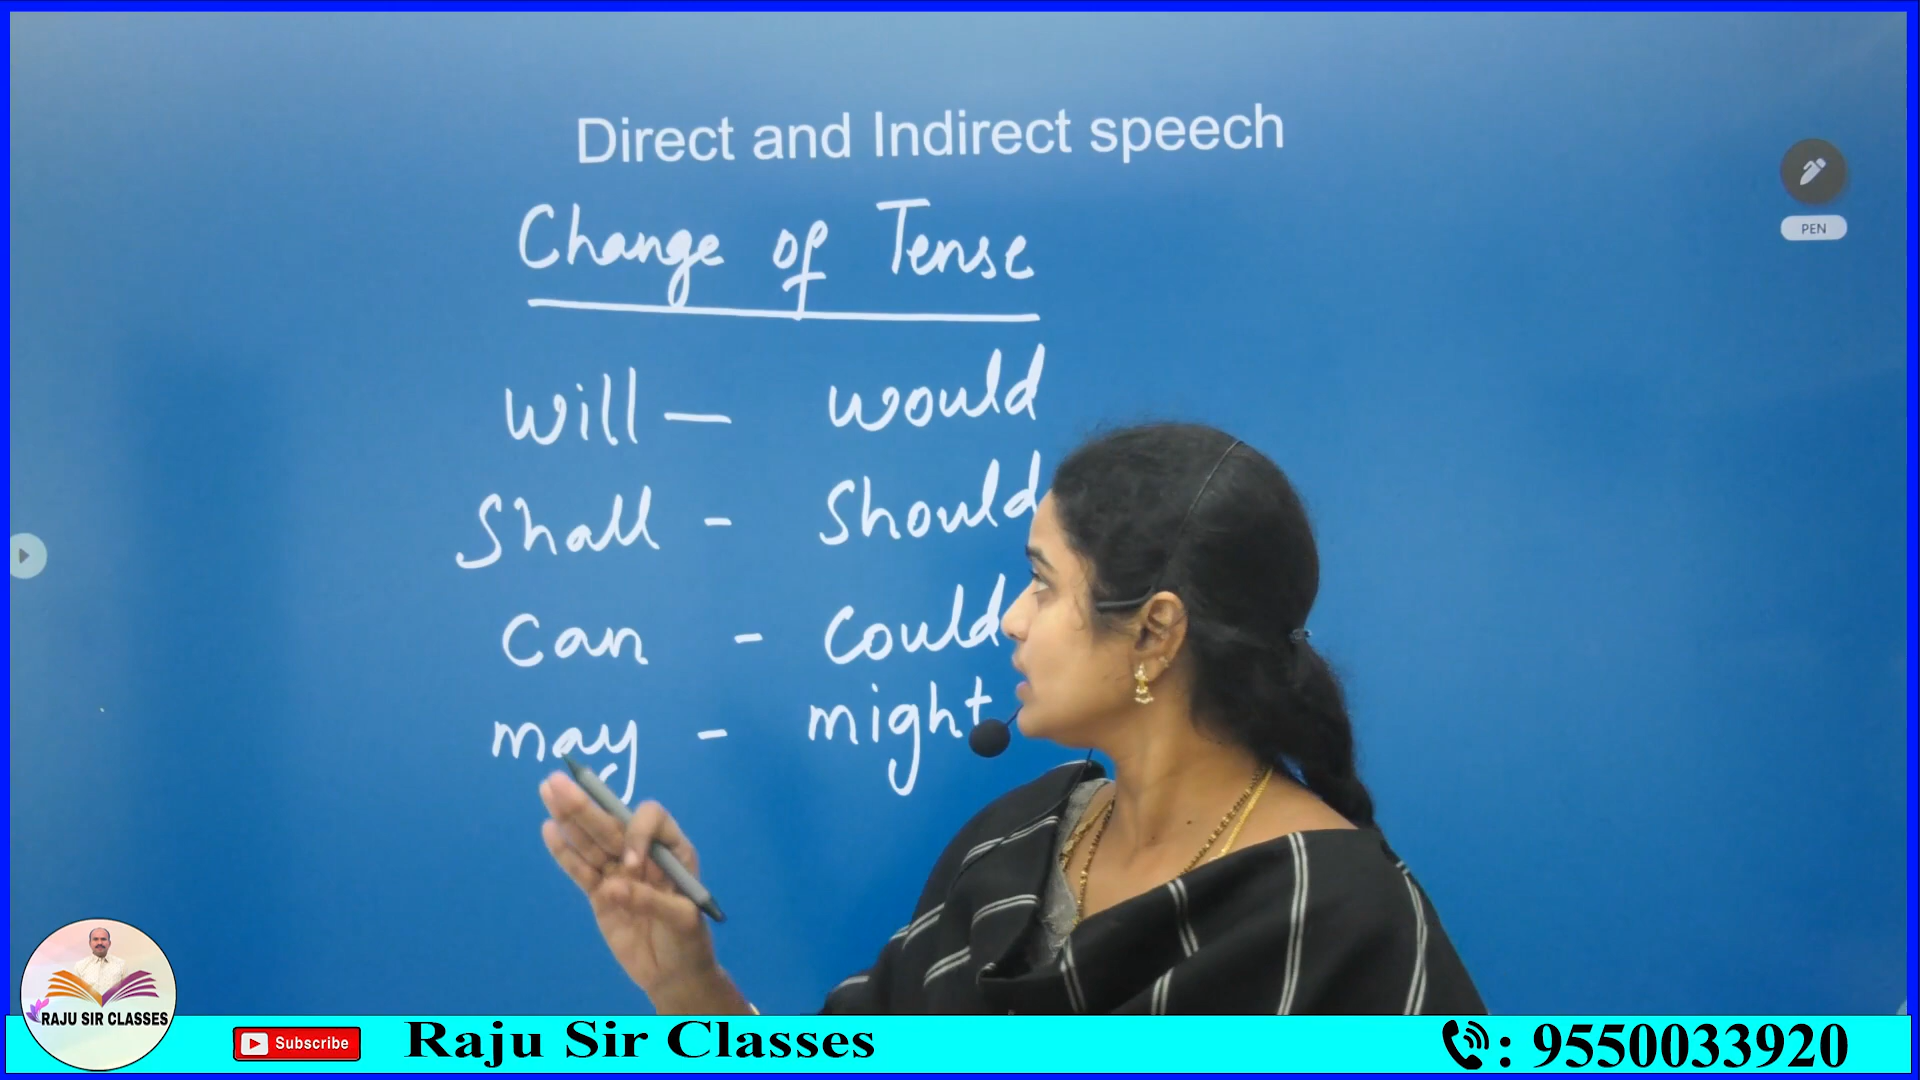 Direct and Indirect speech
Change of Tense
will — would
Shall - Should
can - could
may - might
PEN
RAJU SIR CLASSES
Subscribe
Raju Sir Classes
: 9550033920